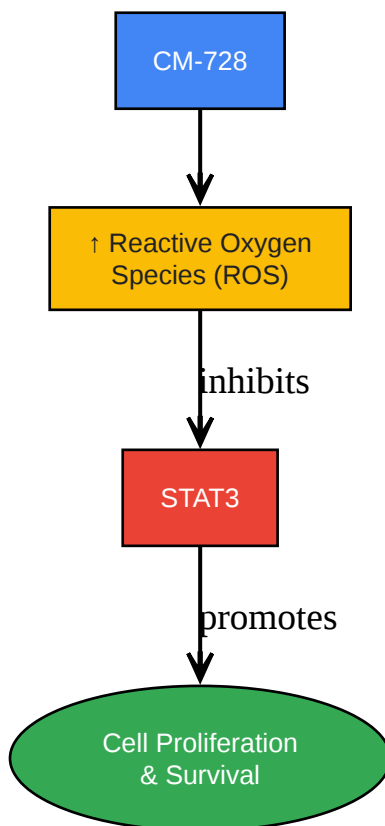 CM-728
↑ Reactive Oxygen
Species (ROS)
inhibits
STAT3
promotes
Cell Proliferation
& Survival